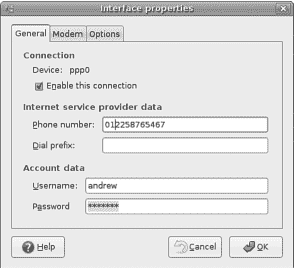 Interface properties
General Modem Options
Connection
Device: ppp0
Enable this connection
Internet service provider data
Phone number: 012258765467
Dial prefix:
Account data
Username: andrew
Password *******
Help Cancel OK